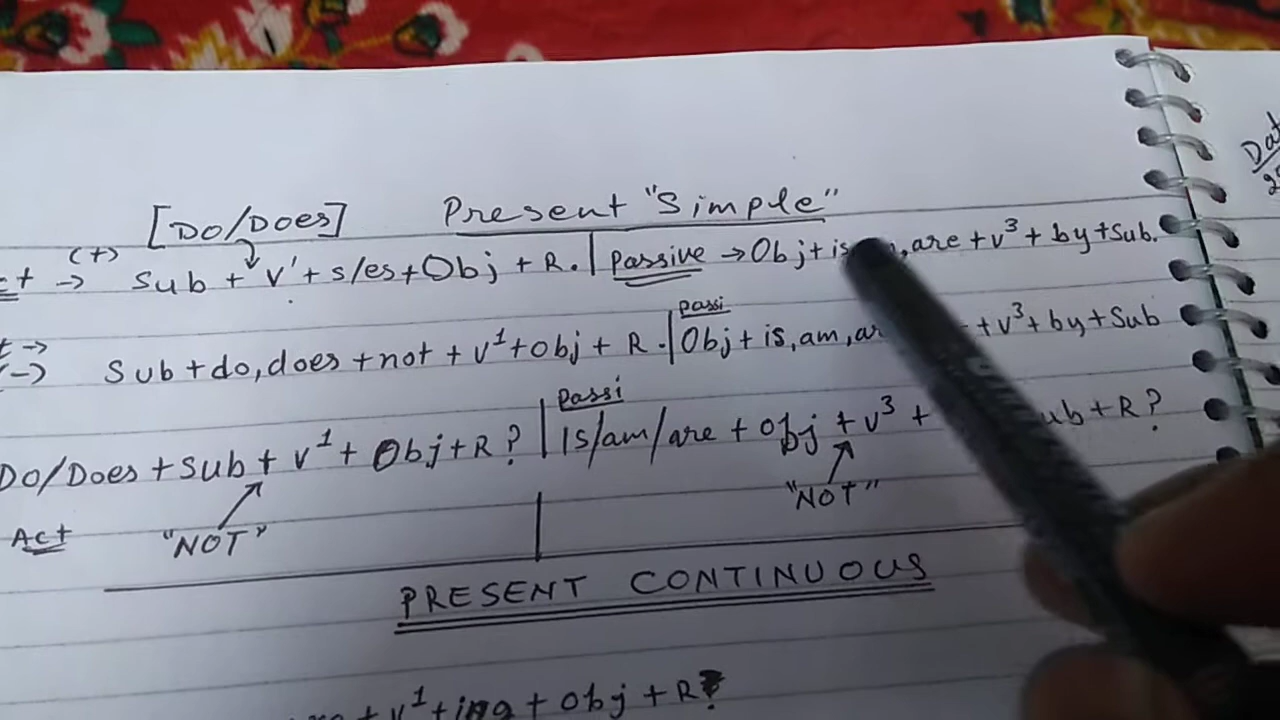 [Do/Does] Present "Simple"
(+)
ct → Sub + v' + s/es + Obj + R. | Passive → Obj + is , are + v³ + by + Sub.
passi
Sub + do, does + not + v¹ + obj + R. | Obj + is, am, + v³ + by + Sub
passi
Do/Does + sub + v¹ + Obj + R? | is/am/are + obj + v³ + + R?
Act "NOT" "NOT"
PRESENT CONTINUOUS
+ v¹ + ing + obj + R?